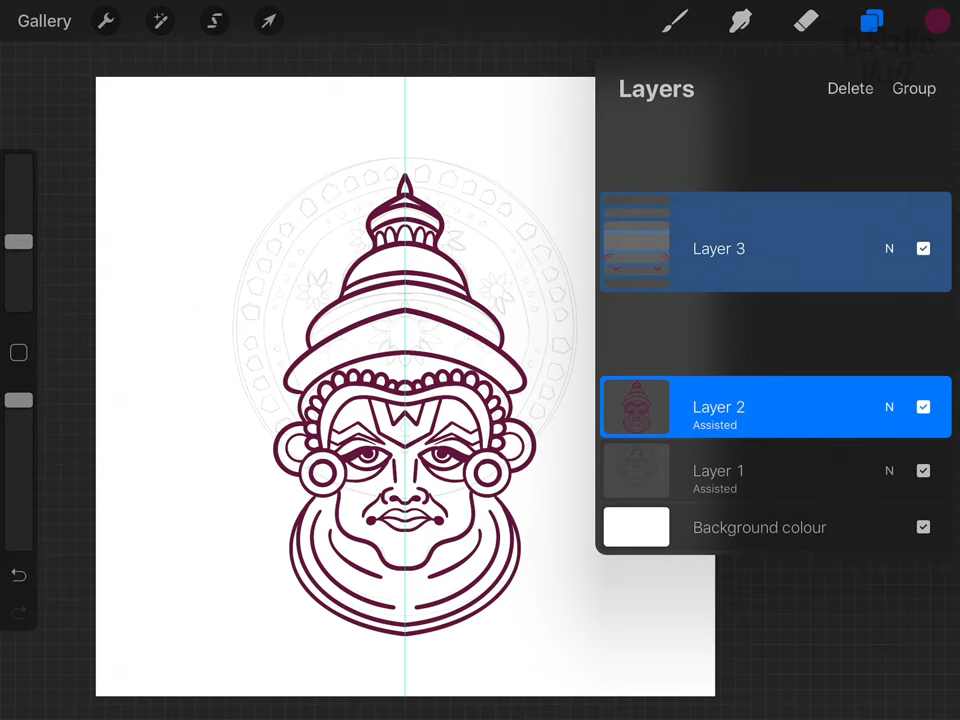 Gallery
Layers
Delete
Group
Layer 3
N
Layer 2
N
Assisted
Layer 1
N
Assisted
Background colour